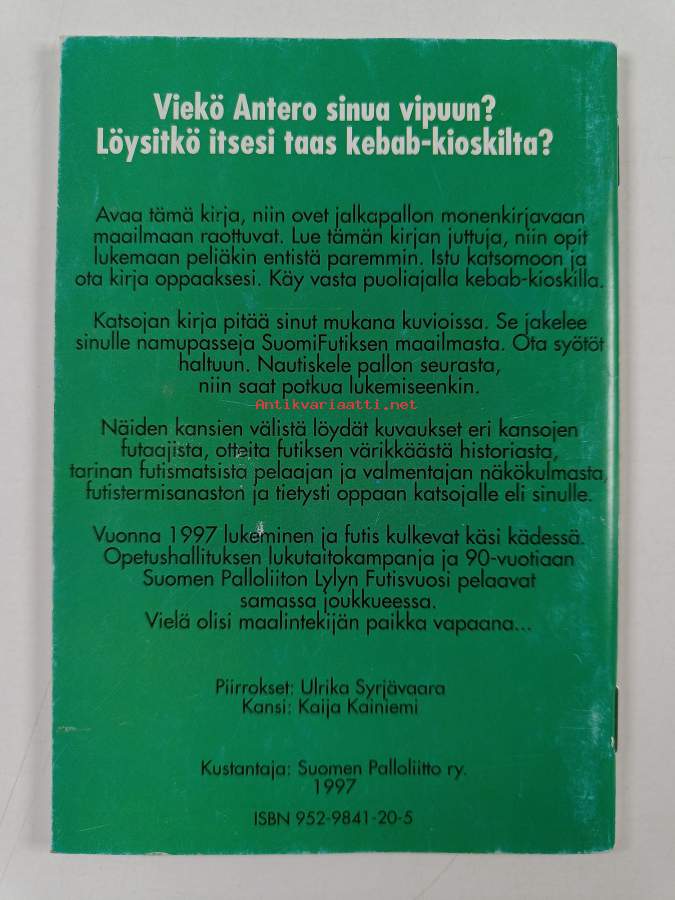 Viekö Antero sinua vipuun?
Löysitkö itsesi taas kebab-kioskilta?
Avaa tämä kirja, niin ovet jalkapallon monenkirjavaan
maailmaan raottuvat. Lue tämän kirjan juttuja, niin opit
lukemaan peliäkin entistä paremmin. Istu katsomoon ja
ota kirja oppaaksesi. Käy vasta puoliajalla kebab-kioskilla.
Katsojan kirja pitää sinut mukana kuvioissa. Se jakelee
sinulle namupasseja SuomiFutiksen maailmasta. Ota syötöt
haltuun. Nautiskele pallon seurasta,
niin saat potkua lukemiseenkin.
Antikvariaatti.net
Näiden kansien välistä löydät kuvaukset eri kansojen
futaajista, otteita futiksen värikkäästä historiasta,
tarinan futismatsista pelaajan ja valmentajan näkökulmasta,
futistermisanaston ja tietysti oppaan katsojalle eli sinulle.
Vuonna 1997 lukeminen ja futis kulkevat käsi kädessä.
Opetushallituksen lukutaitokampanja ja 90-vuotiaan
Suomen Palloliiton Lylyn Futisvuosi pelaavat
samassa joukkueessa.
Vielä olisi maalintekijän paikka vapaana...
Piirrokset: Ulrika Syrjävaara
Kansi: Kaija Kainiemi
Kustantaja: Suomen Palloliitto ry.
1997
ISBN 952-9841-20-5